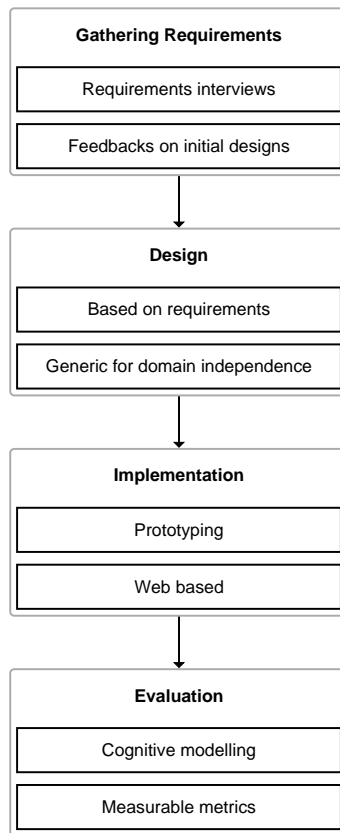 Gathering Requirements
Requirements interviews
Feedbacks on initial designs
Design
Based on requirements
Generic for domain independence
Implementation
Prototyping
Web based
Evaluation
Cognitive modelling
Measurable metrics